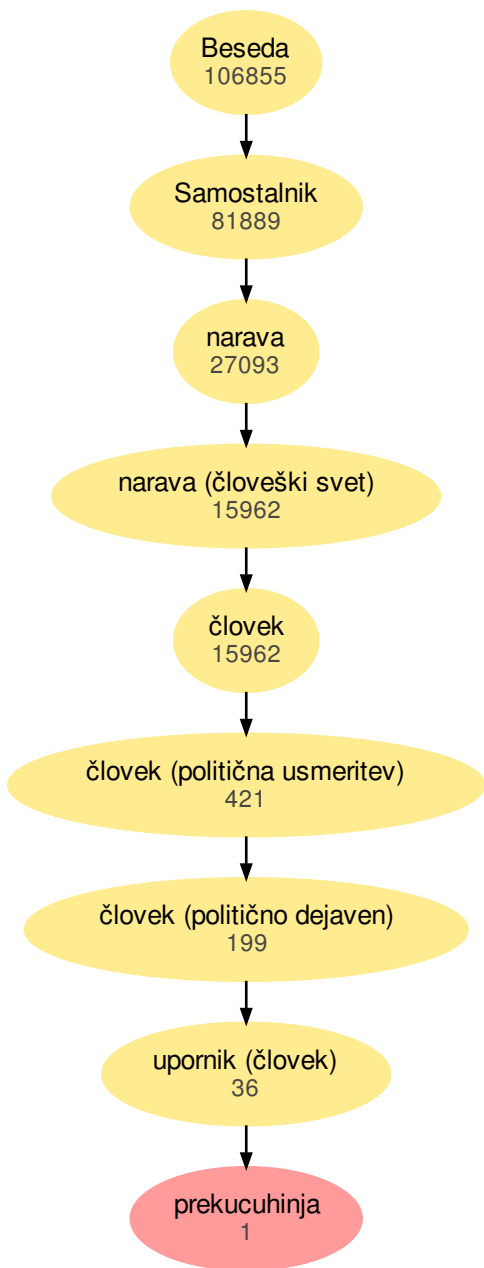 Beseda
106855
Samostalnik
81889
narava
27093
narava (človeški svet)
15962
človek
15962
človek (politična usmeritev)
421
človek (politično dejaven)
199
upornik (človek)
36
prekucuhinja
1